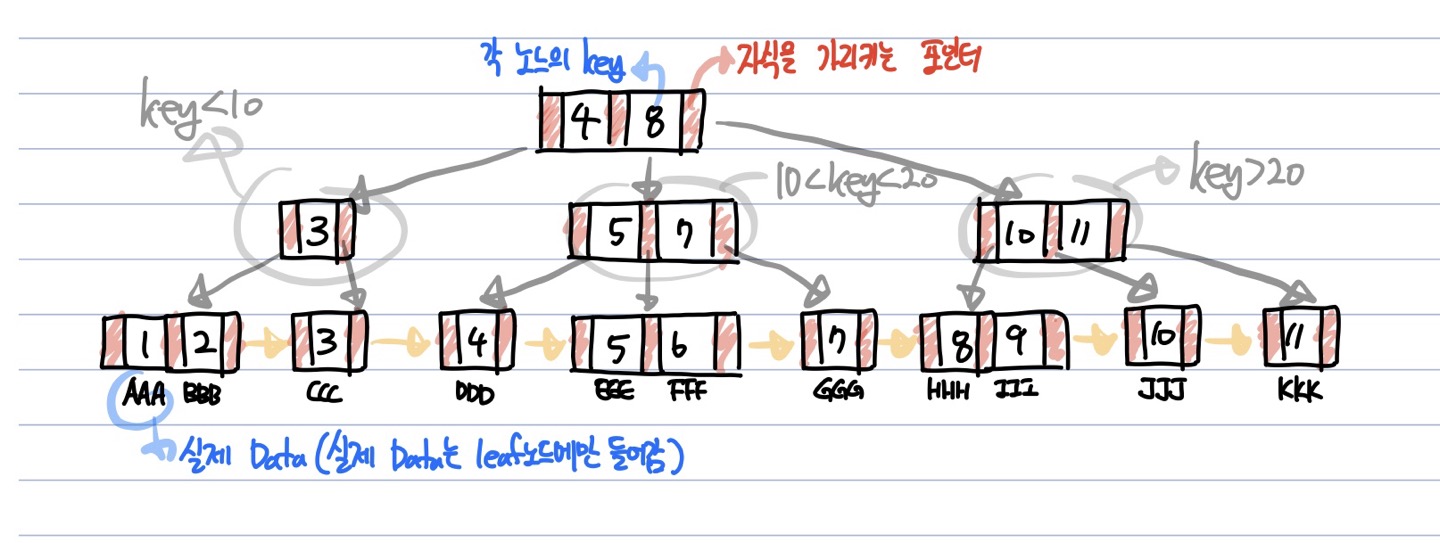 각 노드의 key 자식을 가리키는 포인터
key<10
4 8
10<key<20
key>20
3
5 7
10 11
1 2
3
4
5 6
7
8 9
10
11
AAA BBB
CCC
DDD
EEE FFF
GGG
HHH III
JJJ
KKK
실제 Data (실제 Data는 leaf노드에만 들어감)